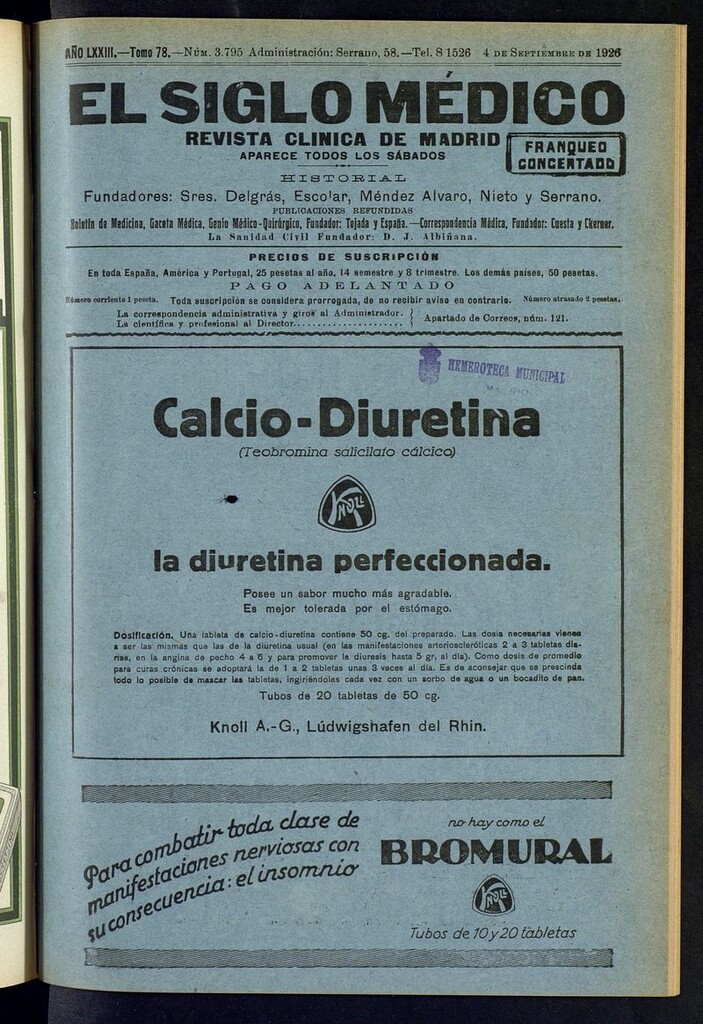 AÑO LXXIII.—Tomo 78.—NÚM. 3.795 Administración: Serrano, 58.—Tel. S 1526 4 DE SEPTIEMBRE DE 1926
EL SIGLO MÉDICO
REVISTA CLINICA DE MADRID
APARECE TODOS LOS SÁBADOS
FRANQUEO
CONCERTADO
HISTORIAL
Fundadores: Sres. Delgrás, Escolar, Méndez Alvaro, Nieto y Serrano.
PUBLICACIONES REFUNDIDAS
Boletín de Medicina, Gaceta Médica, Genio Médico-Quirúrgico, Fundador: Tejada y España.—Correspondencia Médica, Fundador: Cuesta y Ckerner.
La Sanidad Civil Fundador: D. J. Albiñana.
PRECIOS DE SUSCRIPCIÓN
En toda España, América y Portugal, 25 pesetas al año, 14 semestre y 8 trimestre. Los demás países, 50 pesetas.
PAGO ADELANTADO
Número corriente 1 peseta. Toda suscripción se considera prorrogada, de no recibir aviso en contrario. Número atrasado 2 pesetas.
La correspondencia administrativa y giros al Administrador.
La científica y profesional al Director.....................
Apartado de Correos, núm. 121.
HEMEROTECA MUNICIPAL
Calcio-Diuretina
(Teobromina salicilato cálcico)
KNOLL
la diuretina perfeccionada.
Posee un sabor mucho más agradable.
Es mejor tolerada por el estómago.
Dosificación. Una tableta de calcio-diuretina contiene 50 cg. del preparado. Las dosis necesarias vienen
a ser las mismas que las de la diuretina usual (en las manifestaciones arterioscleróticas 2 a 3 tabletas dia-
rias, en la angina de pecho 4 a 6 y para promover la diuresis hasta 5 gr, al día). Como dosis de promedio
para curas crónicas se adoptará la de 1 a 2 tabletas unas 3 veces al día. Es de aconsejar que se prescinda
todo lo posible de mascar las tabletas, ingiriéndolas cada vez con un sorbo de agua o un bocadito de pan.
Tubos de 20 tabletas de 50 cg.
Knoll A.-G., Lúdwigshafen del Rhin.
Para combatir toda clase de
manifestaciones nerviosas con
su consecuencia: el insomnio
no hay como el
BROMURAL
KNOLL
Tubos de 10 y 20 tabletas